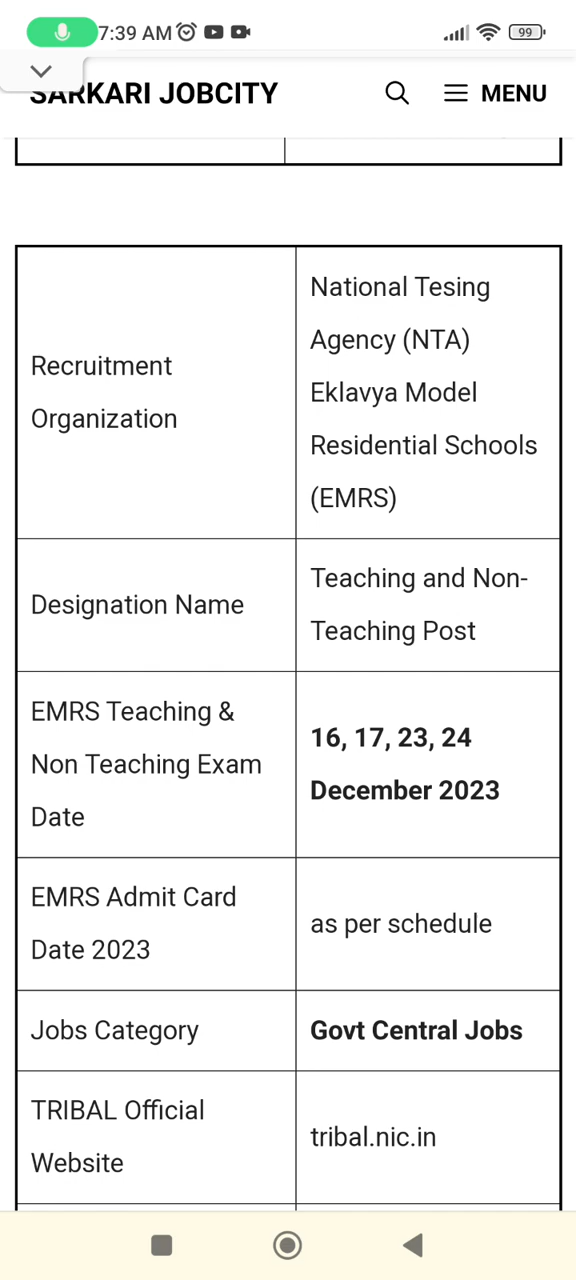 7:39 AM
99
SARKARI JOBCITY
MENU
Recruitment
Organization
National Tesing
Agency (NTA)
Eklavya Model
Residential Schools
(EMRS)
Designation Name
Teaching and Non-
Teaching Post
EMRS Teaching &
Non Teaching Exam
Date
16, 17, 23, 24
December 2023
EMRS Admit Card
Date 2023
as per schedule
Jobs Category
Govt Central Jobs
TRIBAL Official
Website
tribal.nic.in